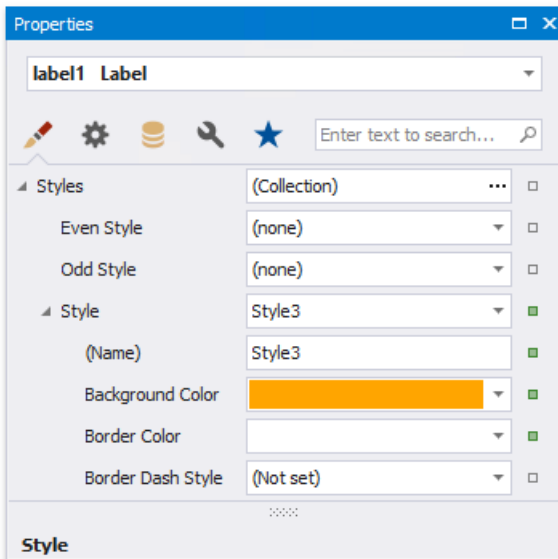 Properties
label1 Label
Enter text to search...
Styles (Collection) ...
Even Style (none)
Odd Style (none)
Style Style3
(Name) Style3
Background Color
Border Color
Border Dash Style (Not set)
Style